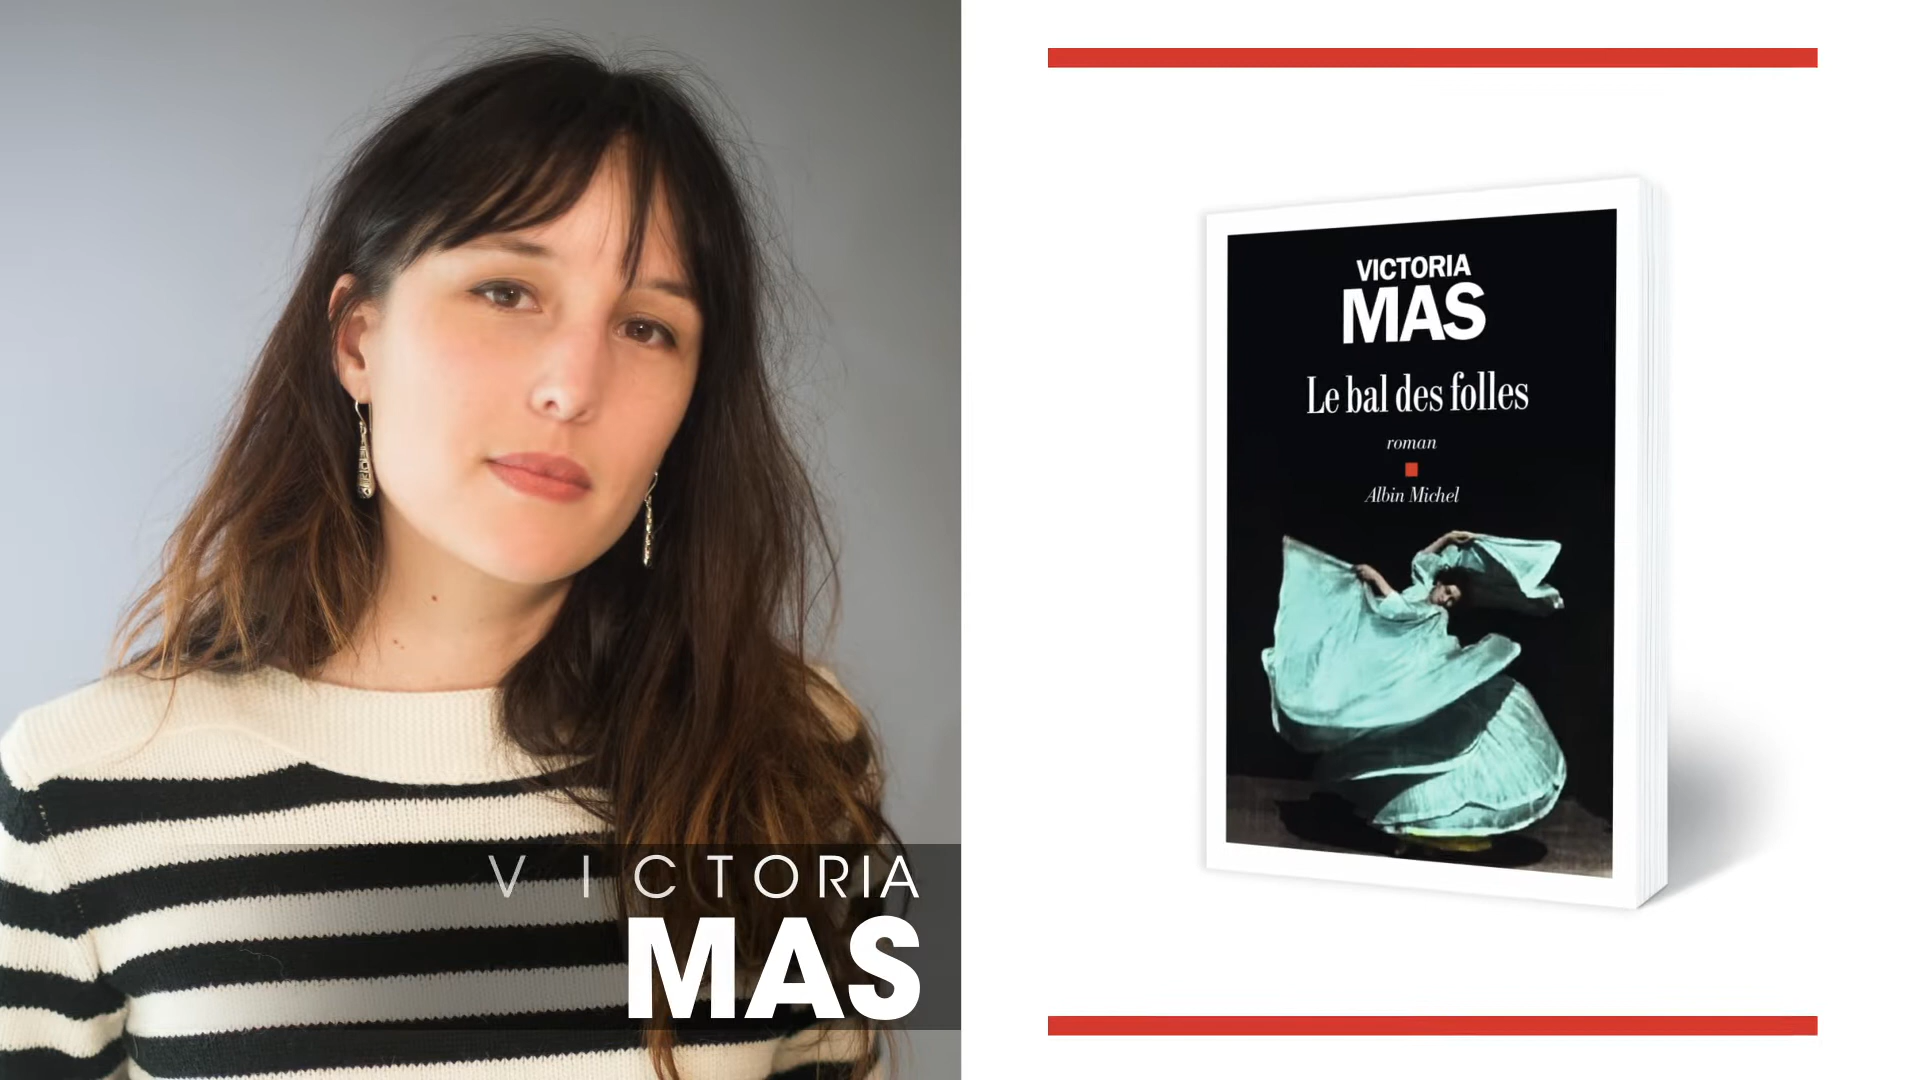 VICTORIA
MAS
VICTORIA
MAS
Le bal des folles
roman
Albin Michel